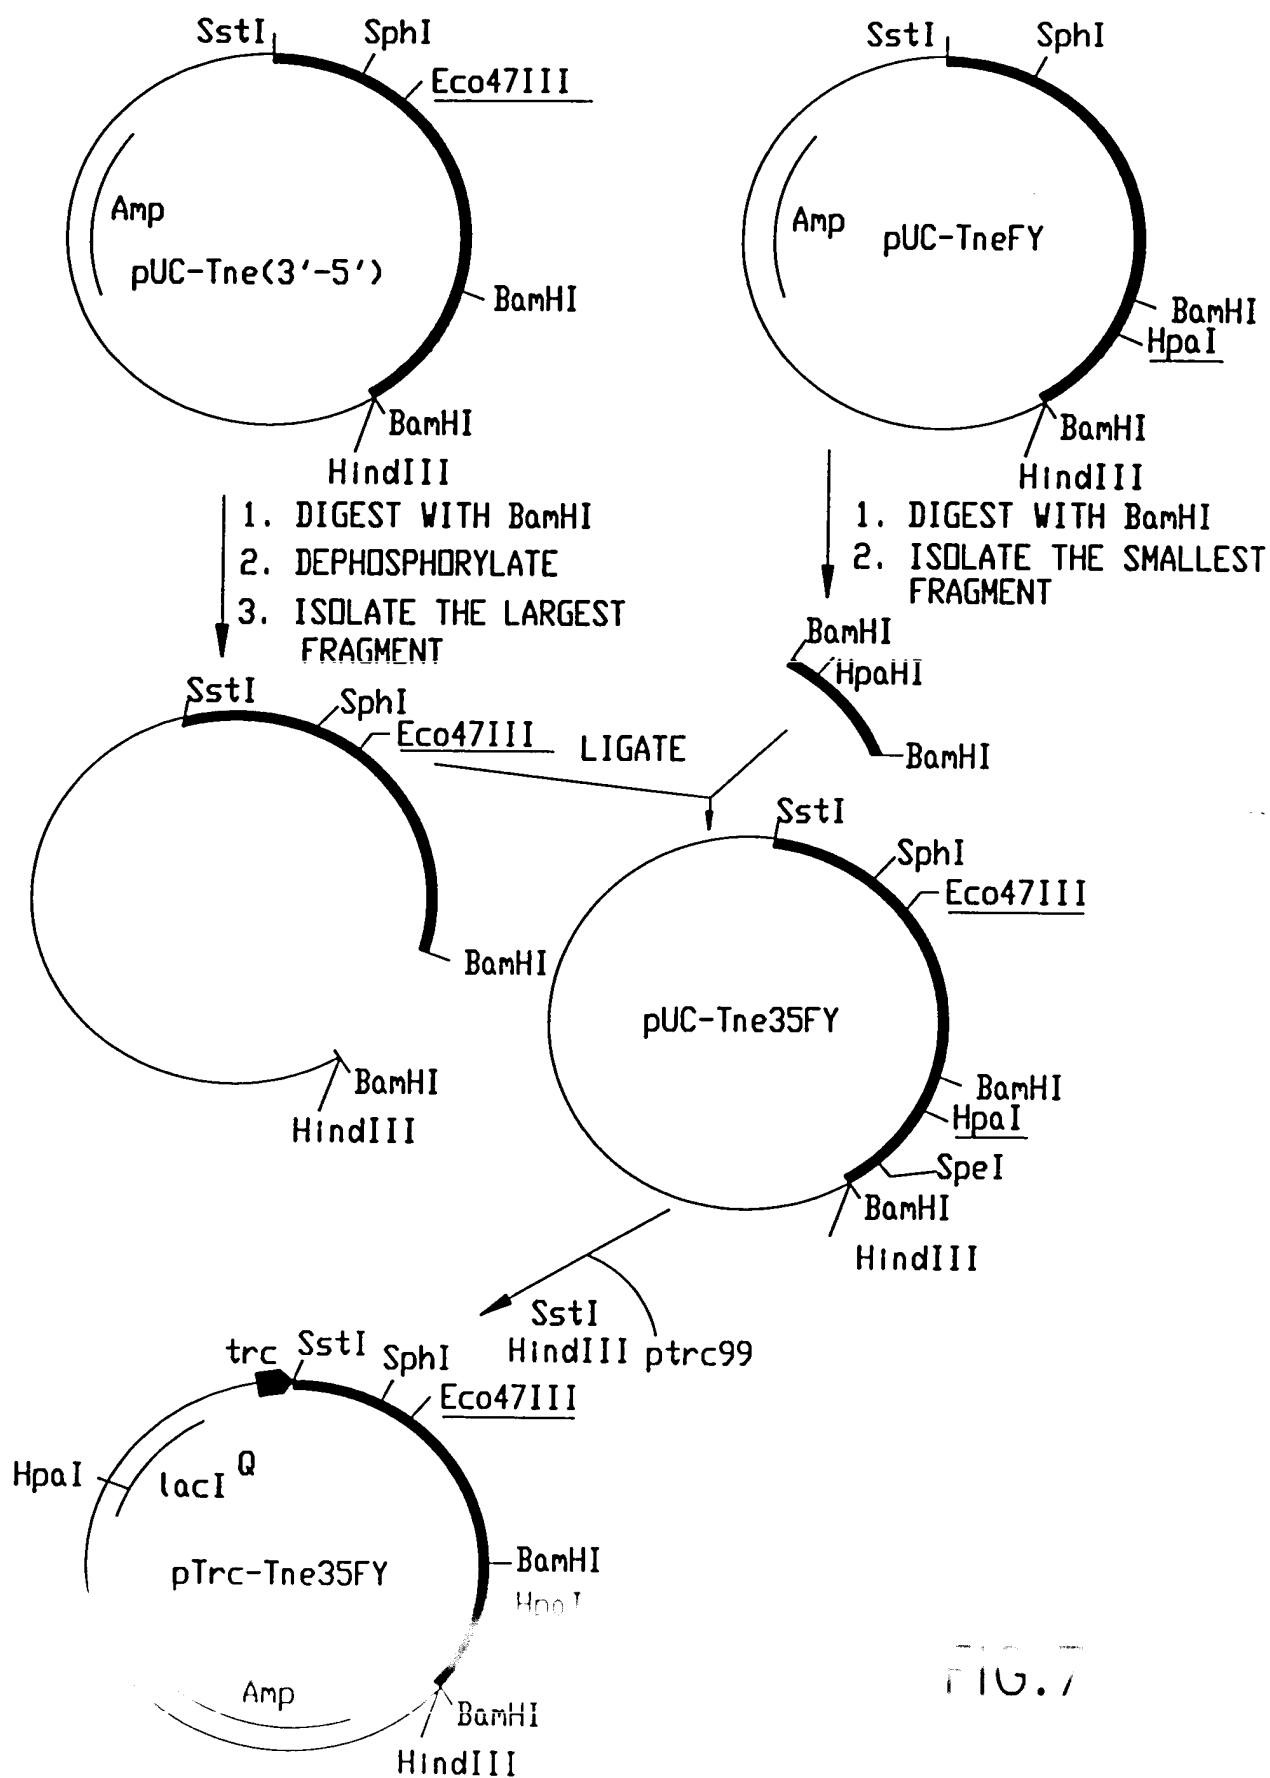 SstI
SphI
Eco47III
Amp
pUC-Tne(3'-5')
BamHI
BamHI
HindIII
SstI
SphI
Amp
pUC-TneFY
BamHI
HpaI
BamHI
HindIII
1. DIGEST WITH BamHI
2. DEPHOSPHORYLATE
3. ISOLATE THE LARGEST
FRAGMENT
1. DIGEST WITH BamHI
2. ISOLATE THE SMALLEST
FRAGMENT
BamHI
HpaHI
BamHI
SstI
SphI
Eco47III
LIGATE
BamHI
BamHI
HindIII
SstI
SphI
Eco47III
pUC-Tne35FY
BamHI
HpaI
SpeI
BamHI
HindIII
SstI
HindIII ptrc99
trc
SstI
SphI
Eco47III
HpaI
lacI Q
pTrc-Tne35FY
BamHI
HpaI
Amp
BamHI
HindIII
FIG.7